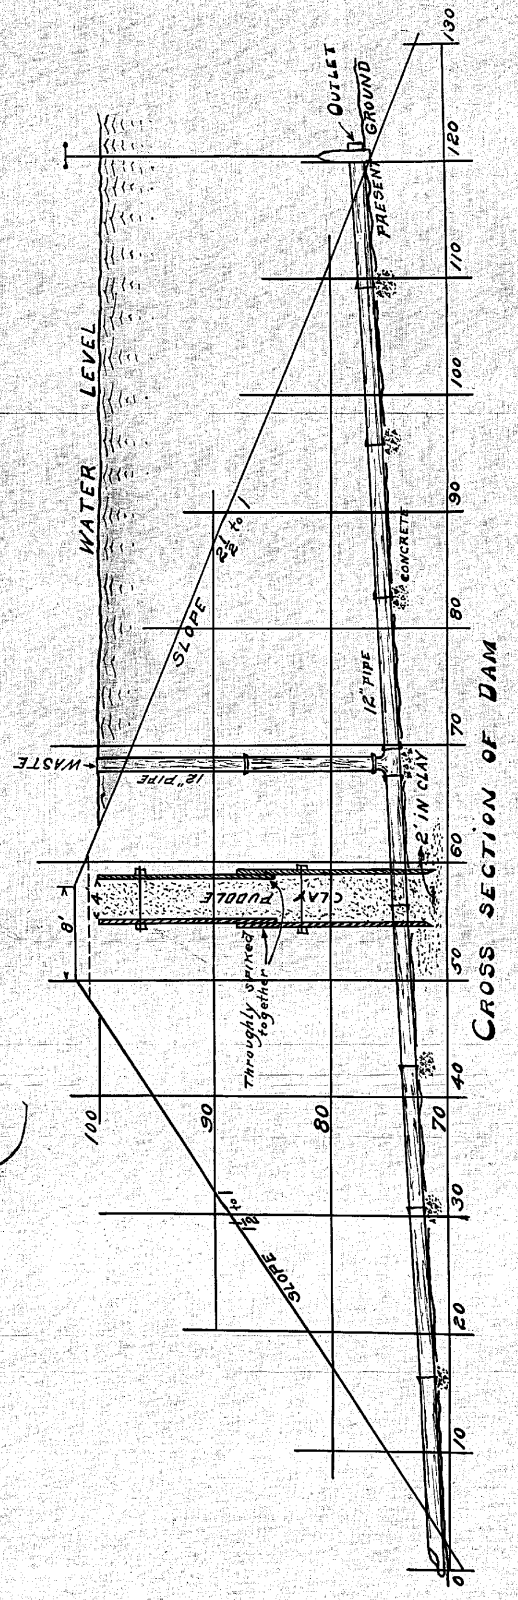 WATER LEVEL
WASTE
12" PIPE
8'
4'
CLAY
PUDDLE
Throughly spiked
together
SLOPE
1½ to 1
SLOPE
2½ to 1
OUTLET
PRESENT GROUND
12" PIPE
CONCRETE
2' IN CLAY
100
90
80
70
0
10
20
30
40
50
60
70
80
90
100
110
120
130
CROSS SECTION OF DAM